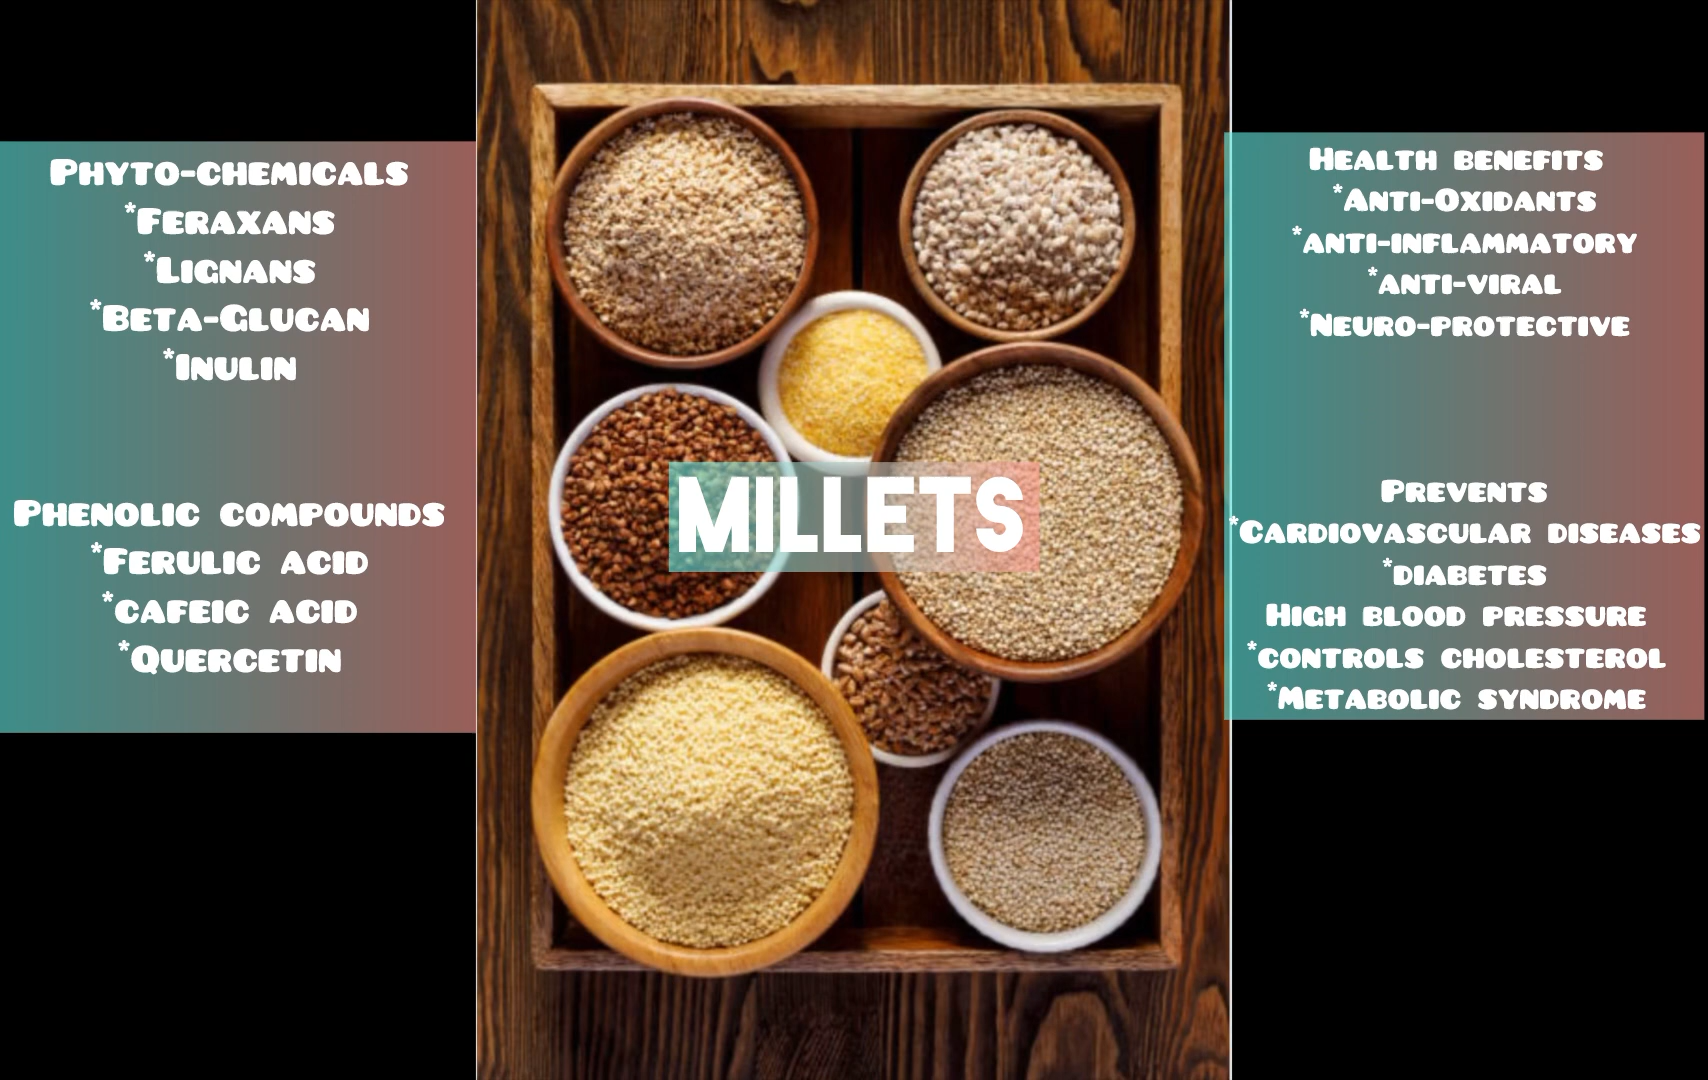 Phyto-chemicals
*Feraxans
*Lignans
*Beta-Glucan
*Inulin
Phenolic compounds
*Ferulic acid
*cafeic acid
*Quercetin
MILLETS
Health benefits
*Anti-Oxidants
*anti-inflammatory
*anti-viral
*Neuro-protective
Prevents
*Cardiovascular diseases
*diabetes
High blood pressure
*controls cholesterol
*Metabolic syndrome